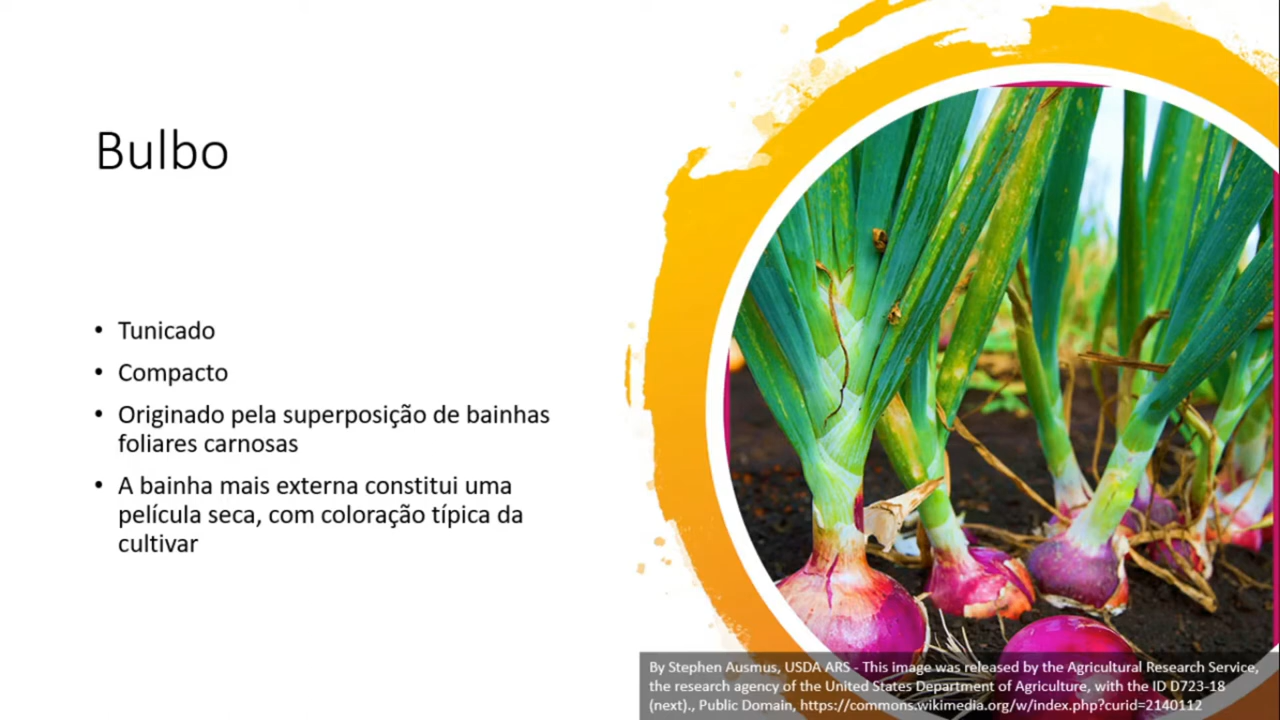 Bulbo
• Tunicado
• Compacto
• Originado pela superposição de bainhas
foliares carnosas
• A bainha mais externa constitui uma
película seca, com coloração típica da
cultivar
By Stephen Ausmus, USDA ARS - This image was released by the Agricultural Research Service,
the research agency of the United States Department of Agriculture, with the ID D723-18
(next)., Public Domain, https://commons.wikimedia.org/w/index.php?curid=2140112